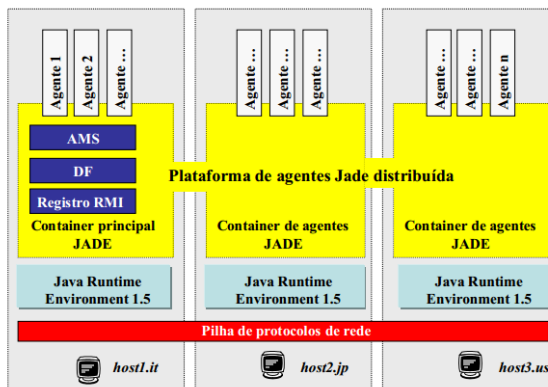 Agente 1
Agente 2
Agente ...
Agente ...
Agente ...
Agente ...
Agente ...
Agente ...
Agente n
AMS
DF
Registro RMI
Plataforma de agentes Jade distribuída
Container principal
JADE
Container de agentes
JADE
Container de agentes
JADE
Java Runtime
Environment 1.5
Java Runtime
Environment 1.5
Java Runtime
Environment 1.5
Pilha de protocolos de rede
host1.it
host2.jp
host3.us